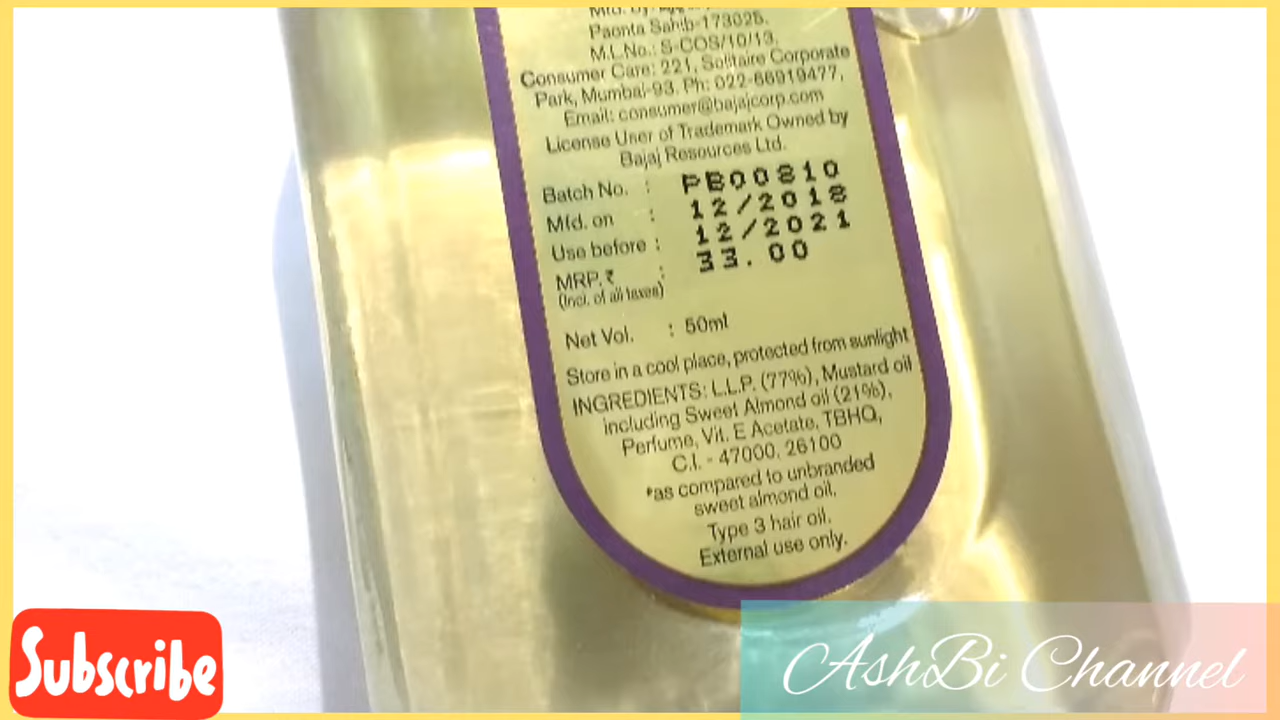 Paonta Sahib-173025.
M.L.No.: S-COS/10/13.
Consumer Care: 221, Solitaire Corporate
Park, Mumbai-93. Ph: 022-66919477,
Email: consumer@bajajcorp.com
License User of Trademark Owned by
Bajaj Resources Ltd.
Batch No. : PB00810
Mfd. on : 12/2018
Use before : 12/2021
MRP.₹ : 33.00
(Incl. of all taxes)
Net Vol. : 50ml
Store in a cool place, protected from sunlight
INGREDIENTS: L.L.P. (77%), Mustard oil
including Sweet Almond oil (21%),
Perfume, Vit. E Acetate, TBHQ,
C.I. - 47000, 26100
*as compared to unbranded
sweet almond oil.
Type 3 hair oil.
External use only.
Subscribe
AshBi Channel